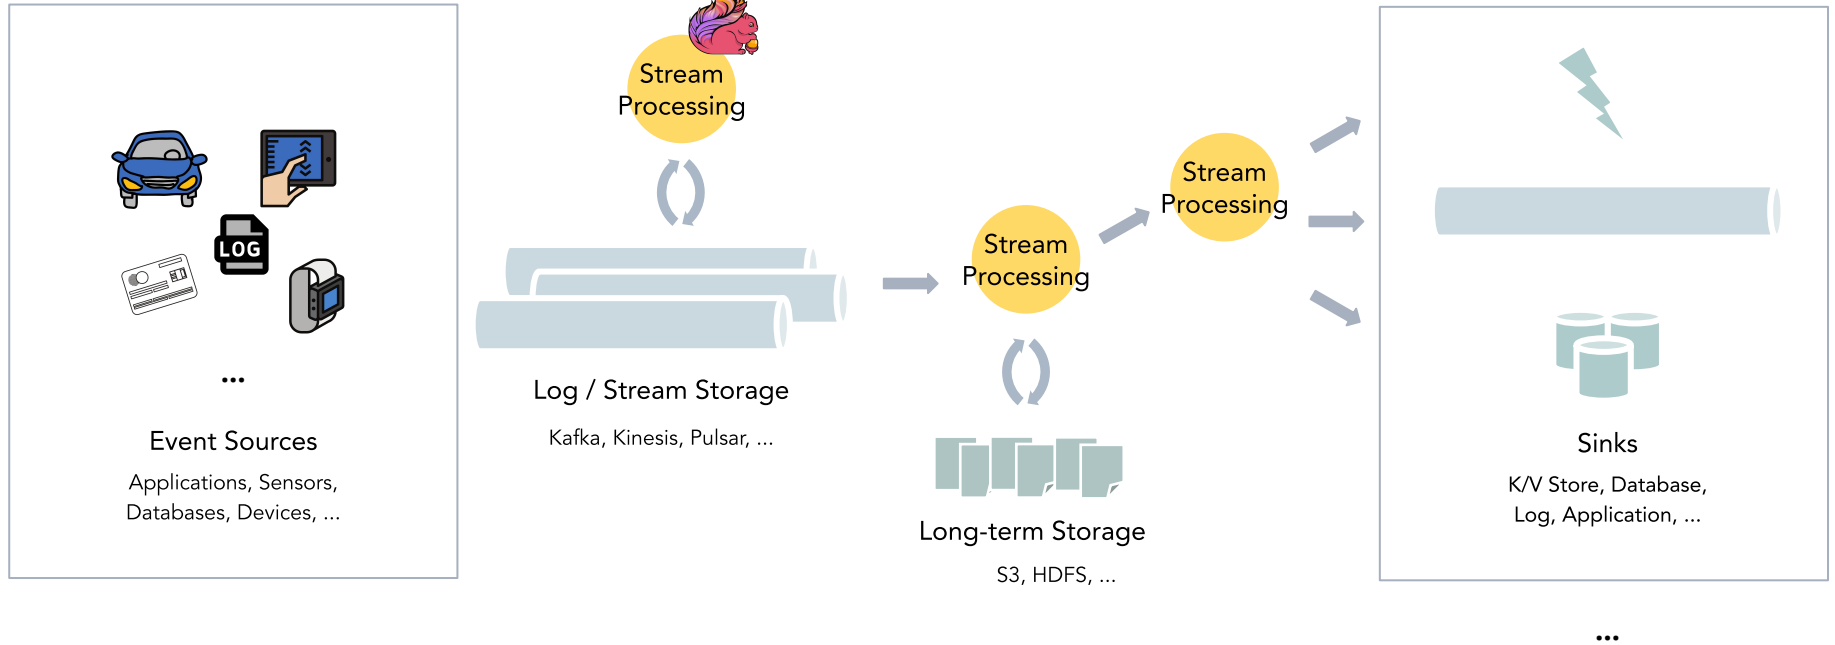 Stream
Processing
LOG
...
Event Sources
Applications, Sensors,
Databases, Devices, ...
Log / Stream Storage
Kafka, Kinesis, Pulsar, ...
Stream
Processing
Long-term Storage
S3, HDFS, ...
Stream
Processing
Sinks
K/V Store, Database,
Log, Application, ...
...